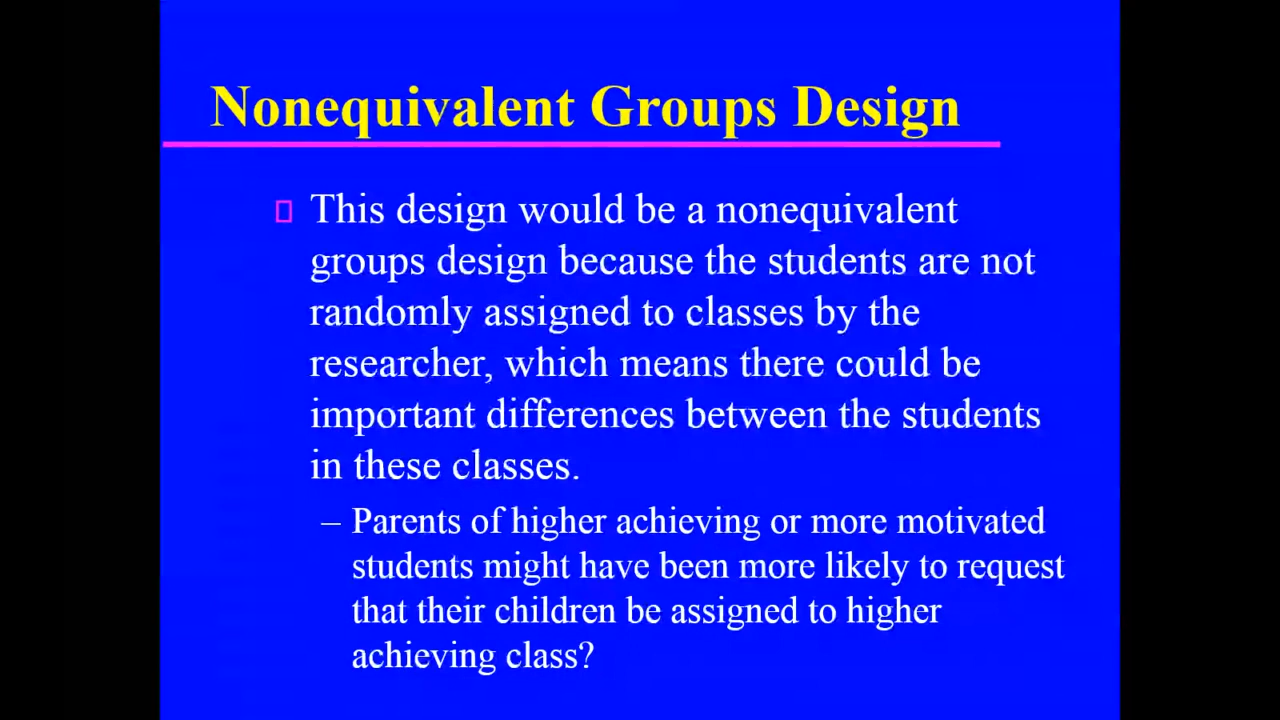 Nonequivalent Groups Design
This design would be a nonequivalent
groups design because the students are not
randomly assigned to classes by the
researcher, which means there could be
important differences between the students
in these classes.
– Parents of higher achieving or more motivated
students might have been more likely to request
that their children be assigned to higher
achieving class?